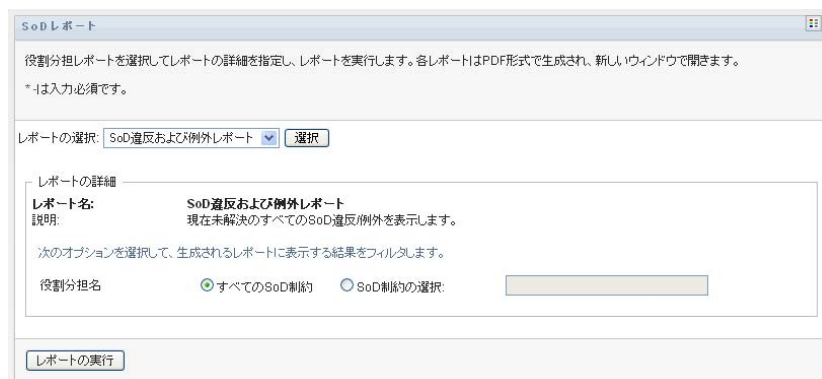 SoDレポート
役割分担レポートを選択してレポートの詳細を指定し、レポートを実行します。各レポートはPDF形式で生成され、新しいウィンドウで開きます。
*-は入力必須です。
レポートの選択: SoD違反および例外レポート 選択
レポートの詳細
レポート名: SoD違反および例外レポート
説明: 現在未解決のすべてのSoD違反/例外を表示します。
次のオプションを選択して、生成されるレポートに表示する結果をフィルタします。
役割分担名 すべてのSoD制約 SoD制約の選択:
レポートの実行